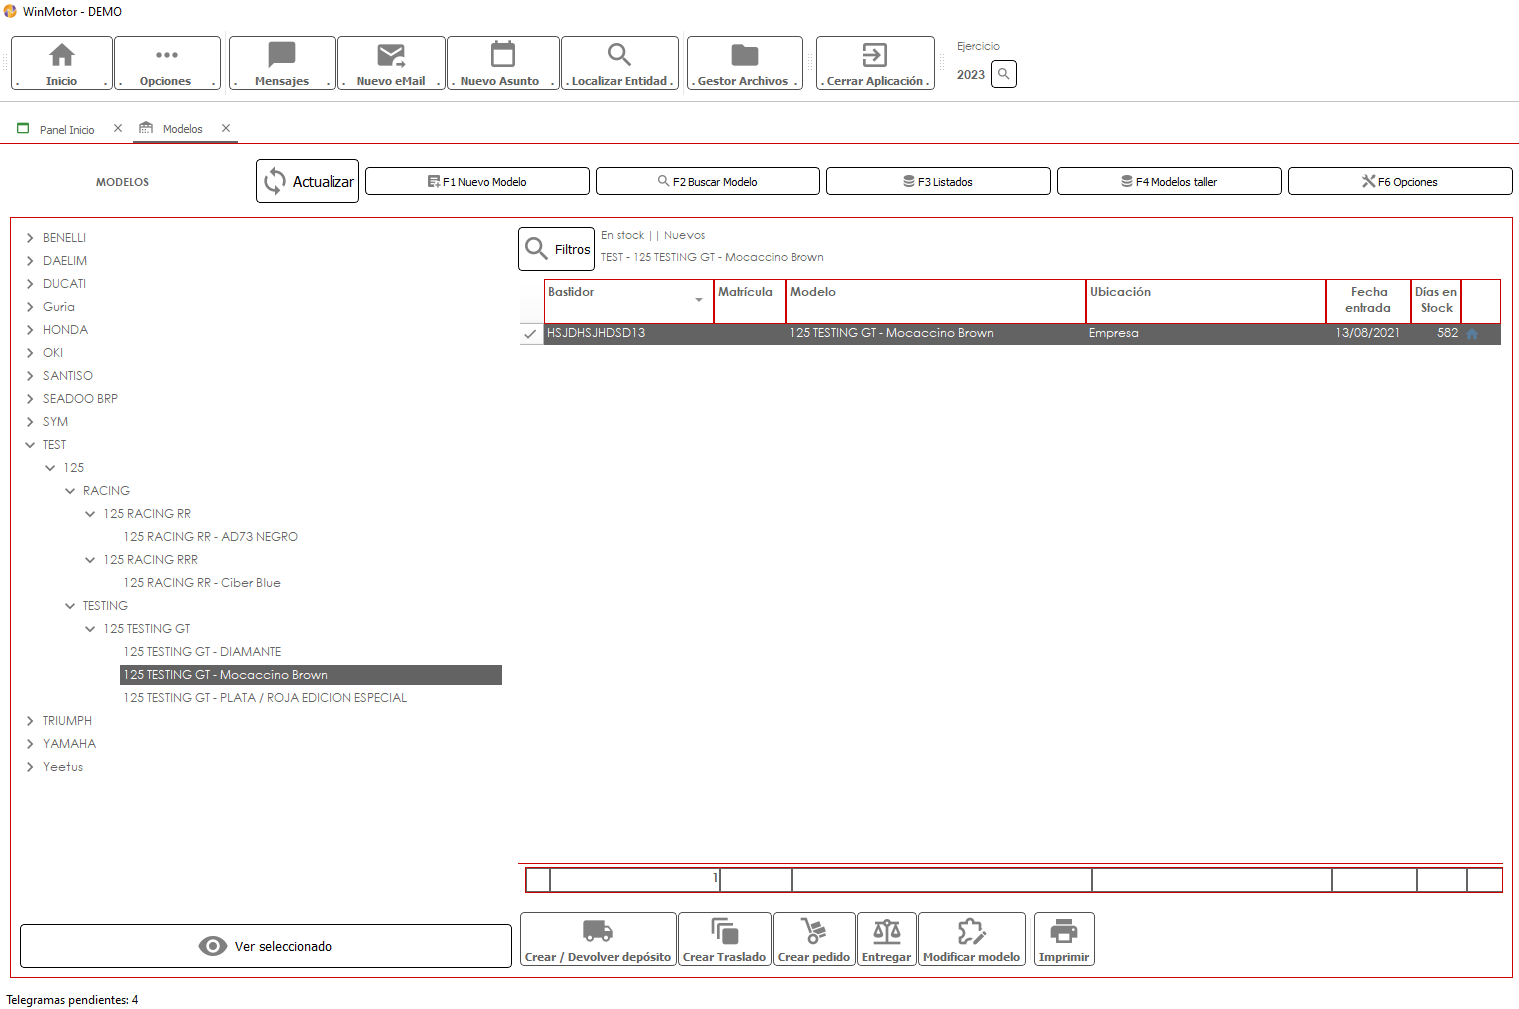 WinMotor - DEMO
. Inicio .
. Opciones .
. Mensajes .
. Nuevo eMail .
. Nuevo Asunto .
. Localizar Entidad .
. Gestor Archivos .
. Cerrar Aplicación .
Ejercicio
2023
Panel Inicio
Modelos
MODELOS
Actualizar
F1 Nuevo Modelo
F2 Buscar Modelo
F3 Listados
F4 Modelos taller
F6 Opciones
BENELLI
DAELIM
DUCATI
Guria
HONDA
OKI
SANTISO
SEADOO BRP
SYM
TEST
125
RACING
125 RACING RR
125 RACING RR - AD73 NEGRO
125 RACING RRR
125 RACING RR - Ciber Blue
TESTING
125 TESTING GT
125 TESTING GT - DIAMANTE
125 TESTING GT - Mocaccino Brown
125 TESTING GT - PLATA / ROJA EDICION ESPECIAL
TRIUMPH
YAMAHA
Yeetus
Ver seleccionado
Filtros
En stock || Nuevos
TEST - 125 TESTING GT - Mocaccino Brown
Bastidor Matrícula Modelo Ubicación Fecha entrada Días en Stock
HSJDHSJHDSD13 125 TESTING GT - Mocaccino Brown Empresa 13/08/2021 582
1
Crear / Devolver depósito
Crear Traslado
Crear pedido
Entregar
Modificar modelo
Imprimir
Telegramas pendientes: 4